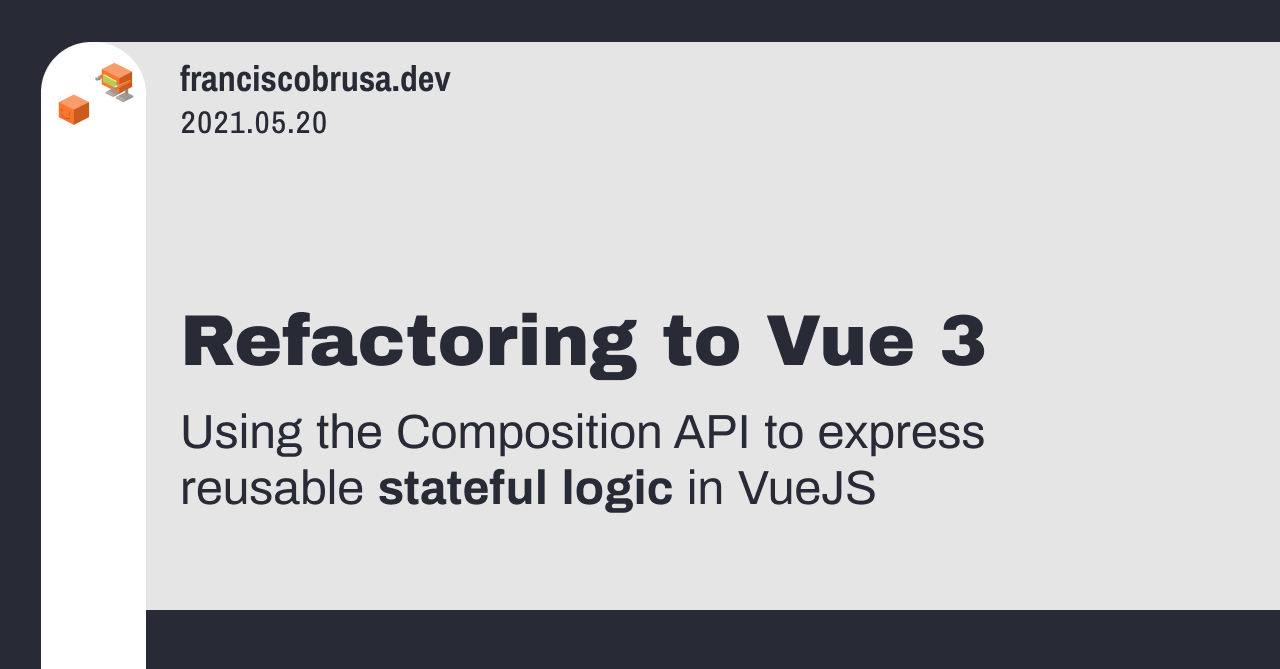 franciscobrusa.dev
2021.05.20
Refactoring to Vue 3
Using the Composition API to express
reusable stateful logic in VueJS